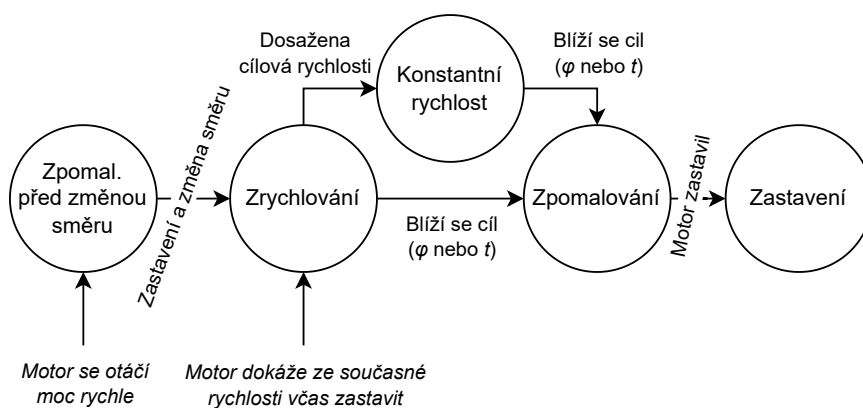 Dosažena
cílová rychlosti
Konstantní
rychlost
Blíží se cil
(φ nebo t)
Zpomal.
před změnou
směru
Zastavení a změna směru
Zrychlování
Blíží se cíl
(φ nebo t)
Zpomalování
Motor zastavil
Zastavení
Motor se otáčí
moc rychle
Motor dokáže ze současné
rychlosti včas zastavit